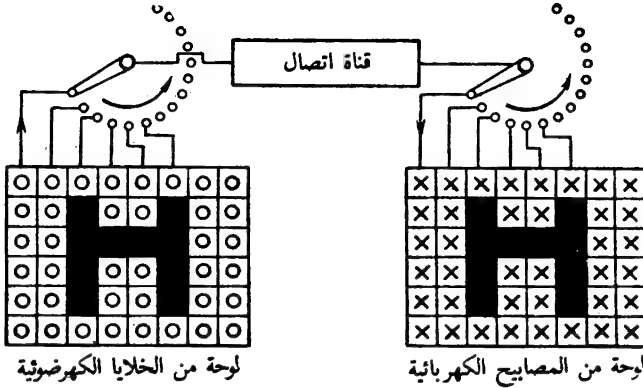 قناة اتصال
لوحة من المصابيح الكهربائية
لوحة من الخلايا الكهرضوئية